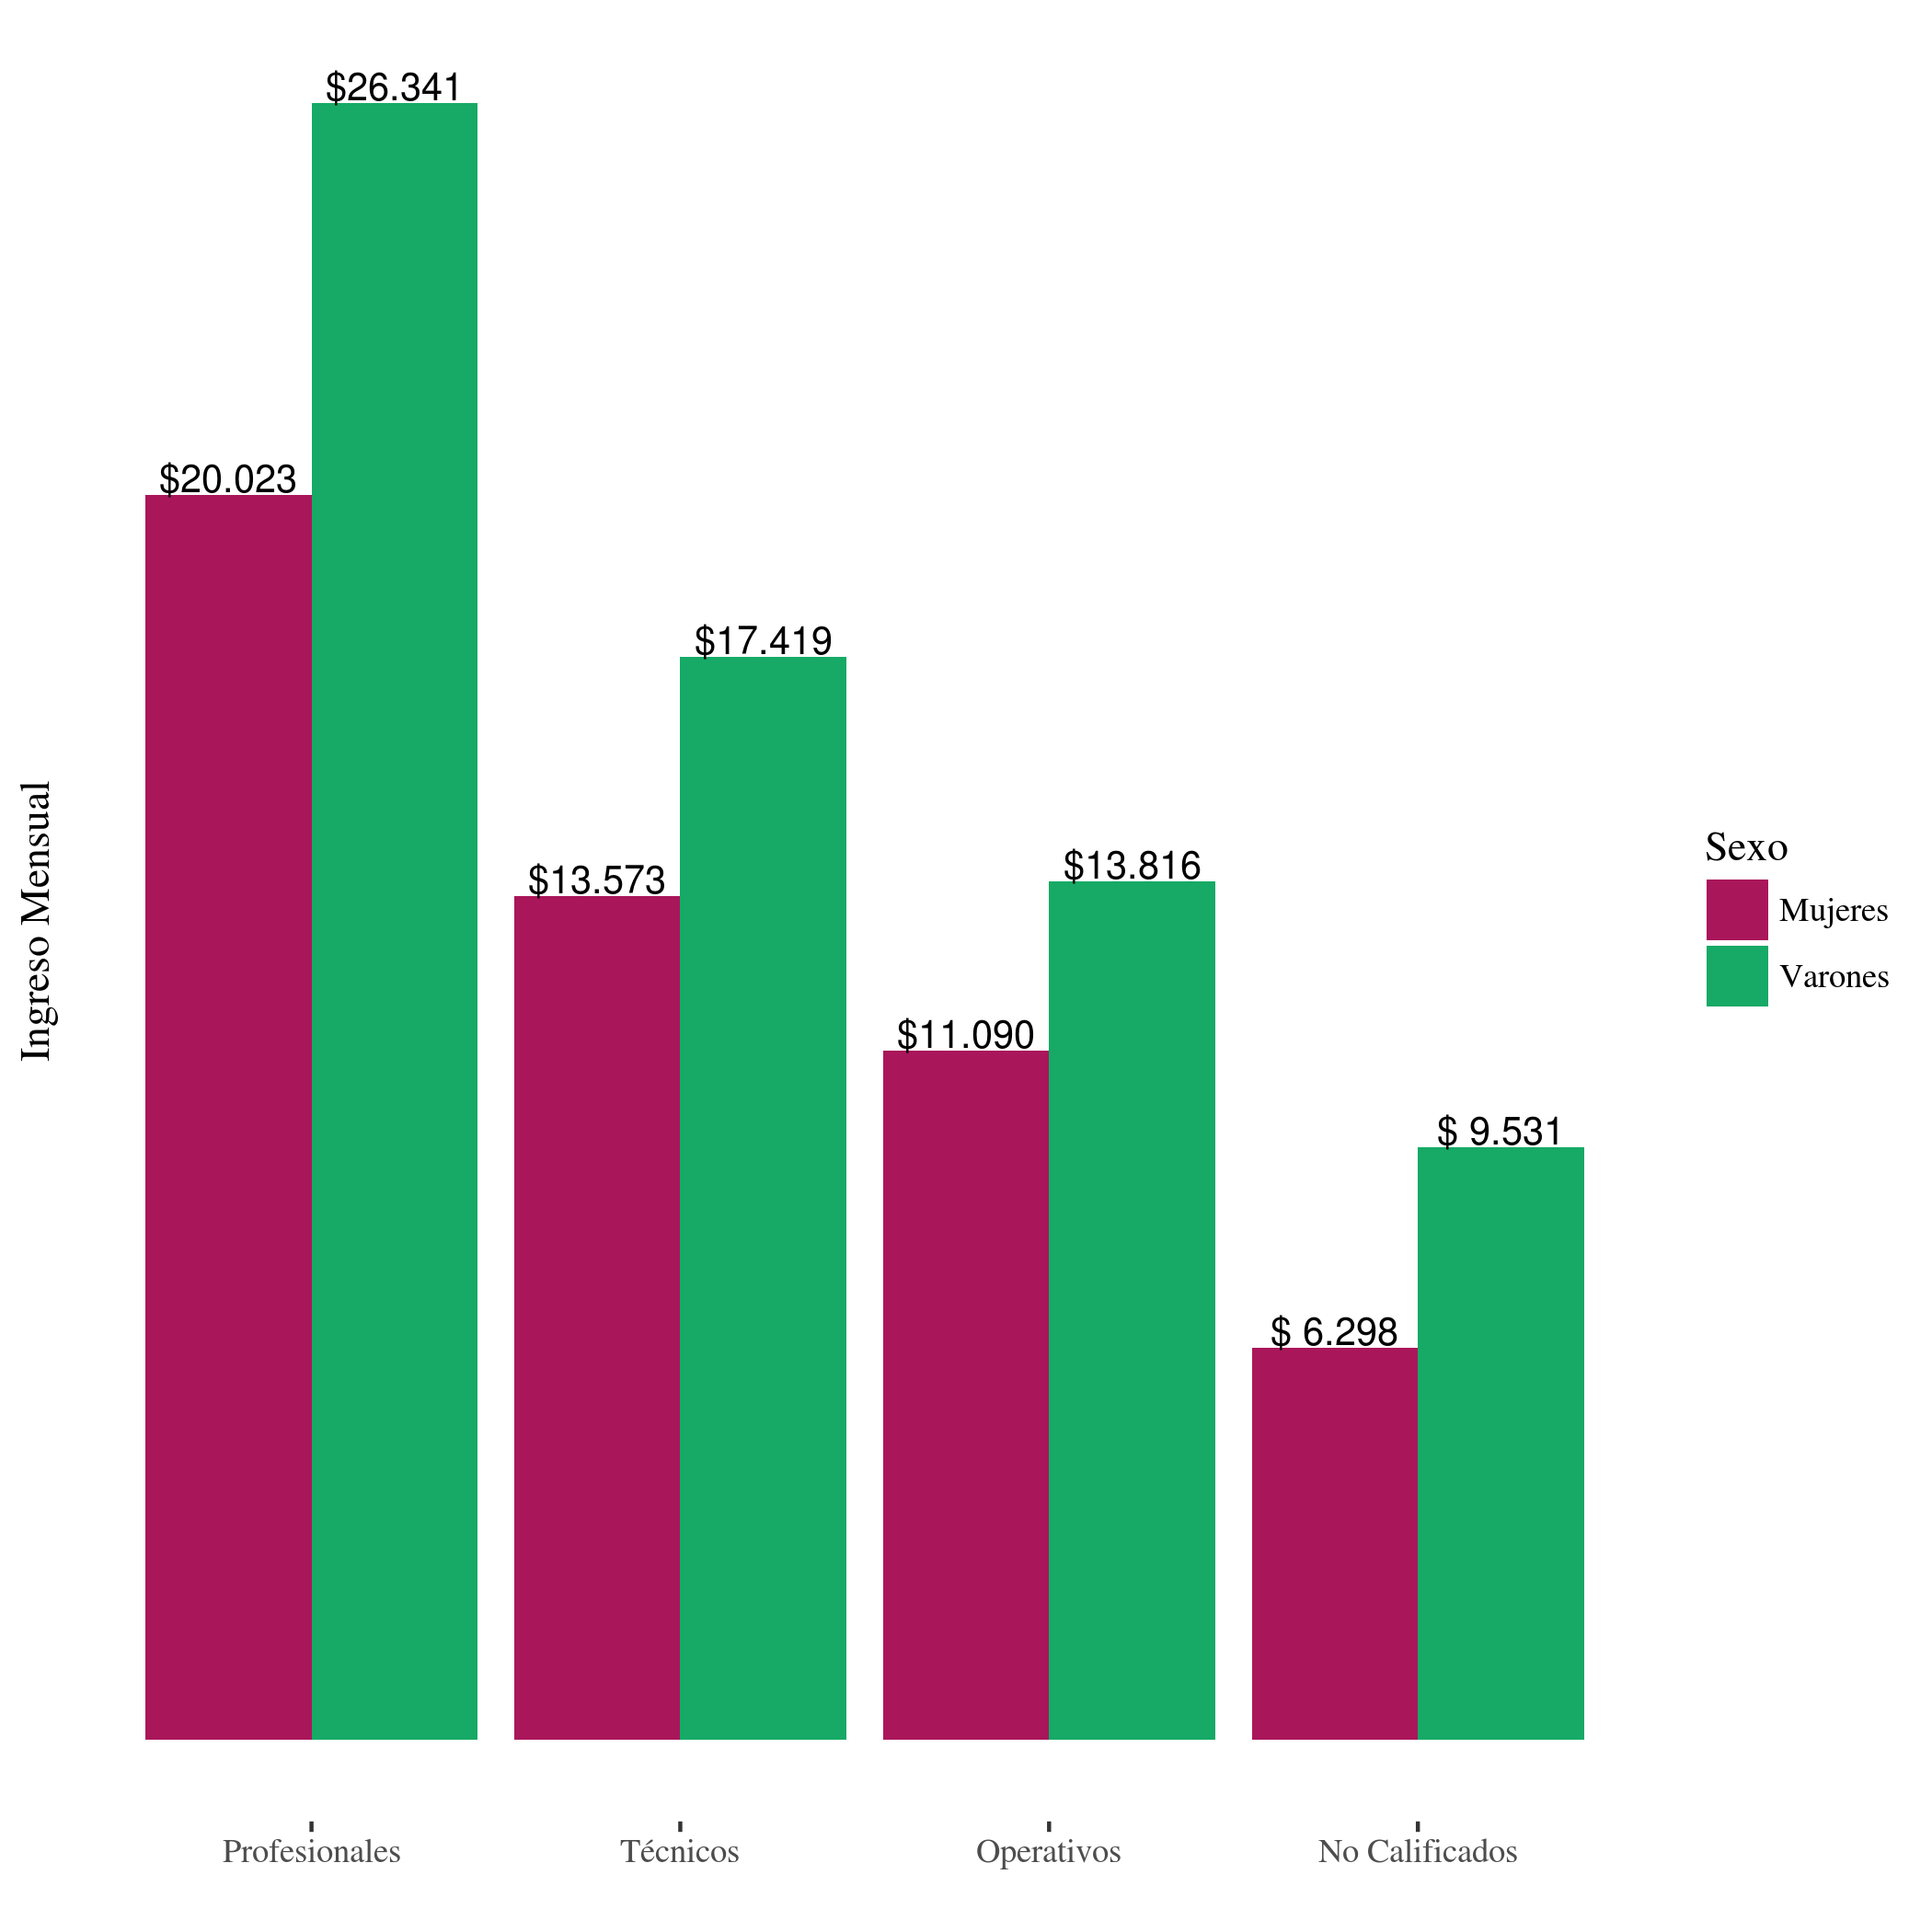 $26.341
$20.023
$17.419
$13.573
$13.816
$11.090
$ 9.531
$ 6.298
Ingreso Mensual
Profesionales
Técnicos
Operativos
No Calificados
Sexo
Mujeres
Varones